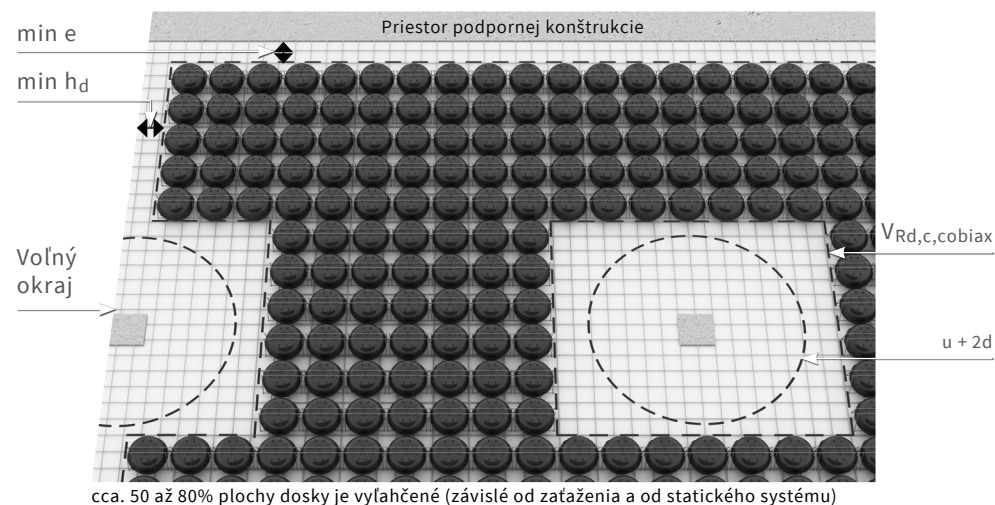 Priestor podpornej konštrukcie
min e
min hd
Voľný
okraj
VRd,c,cobiax
u + 2d
cca. 50 až 80% plochy dosky je vyľahčené (závislé od zaťaženia a od statického systému)